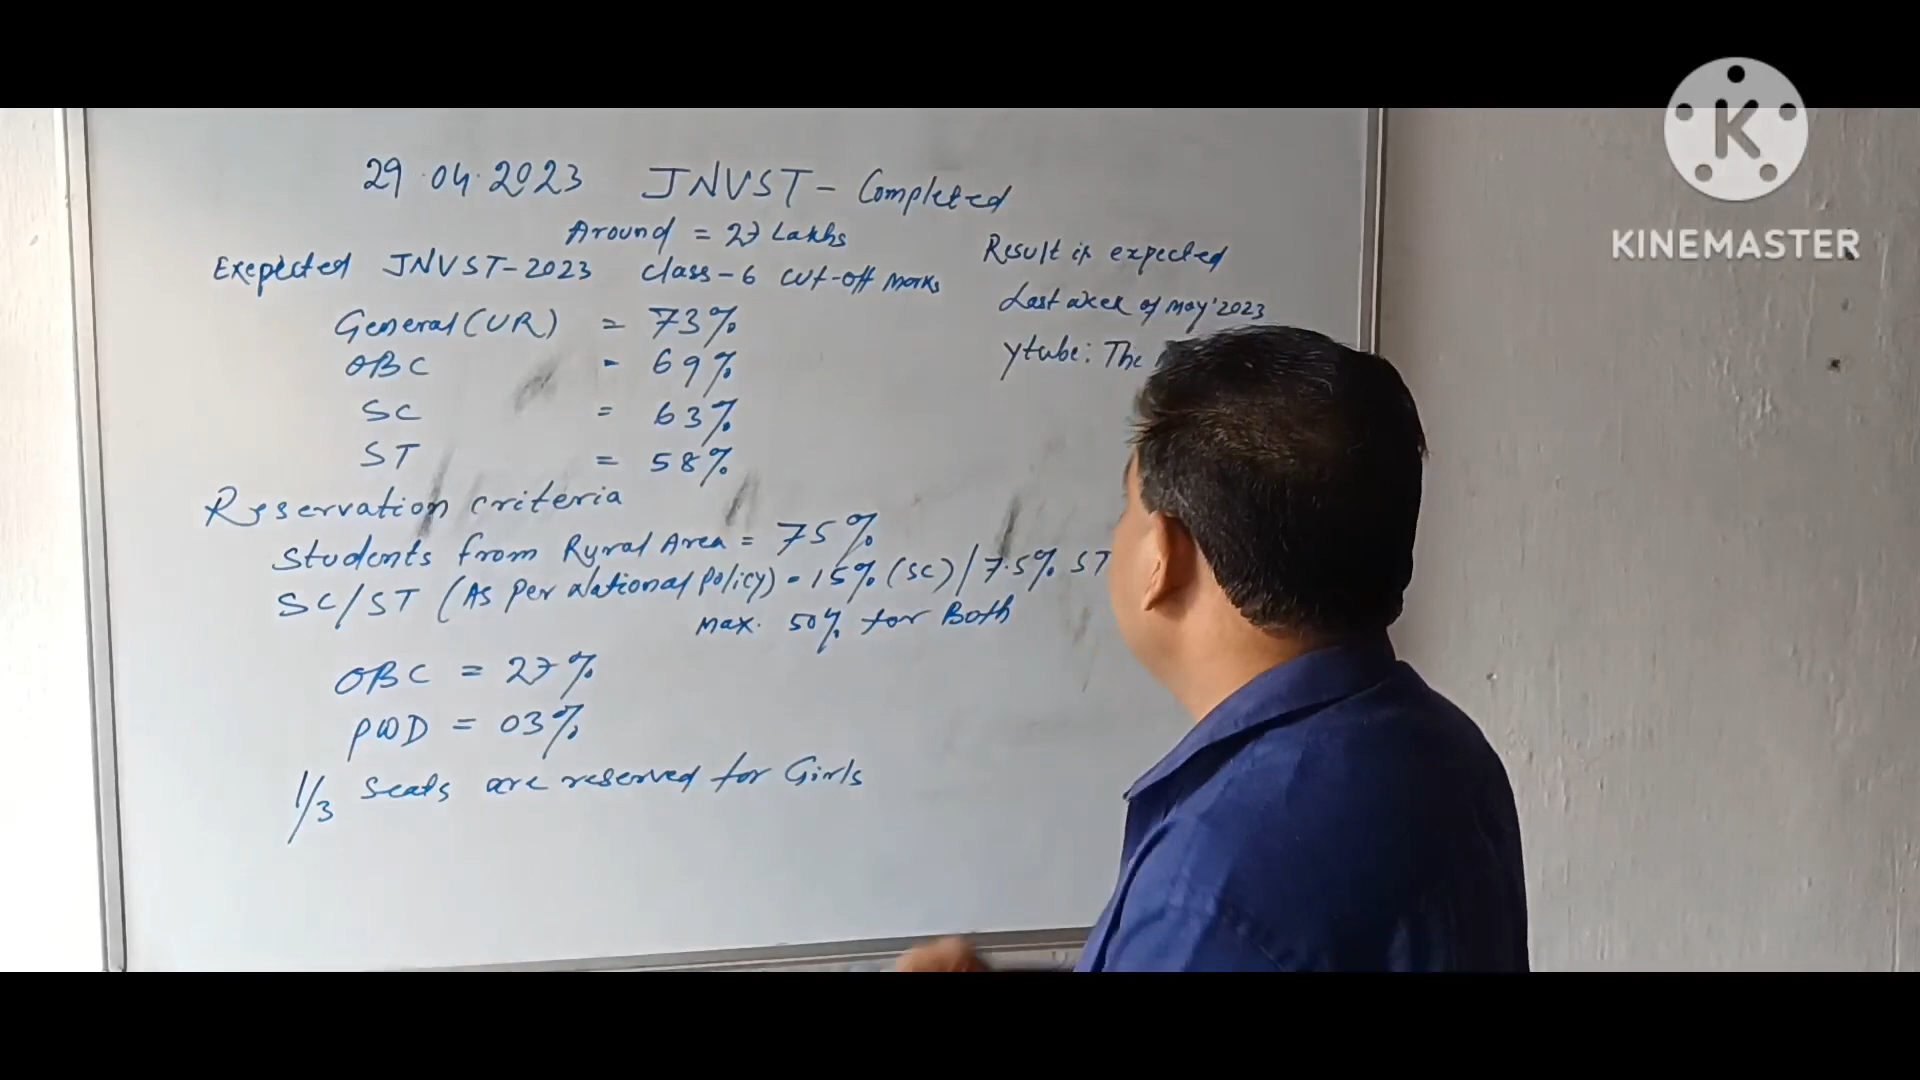 29.04.2023 JNVST - Completed
Around = 27 Lakhs
Exepected JNVST-2023 class-6 cut-off marks
General (UR) = 73%
OBC - 69%
SC = 63%
ST = 58%
Reservation criteria
Students from Rural Area = 75%
SC/ST (As per National policy) - 15% (SC) / 7.5% ST
Max. 50% for Both
OBC = 27%
PWD = 03%
1/3 Seats are reserved for Girls
Result is expected
Last week of may'2023
ytube: The
K
KINEMASTER